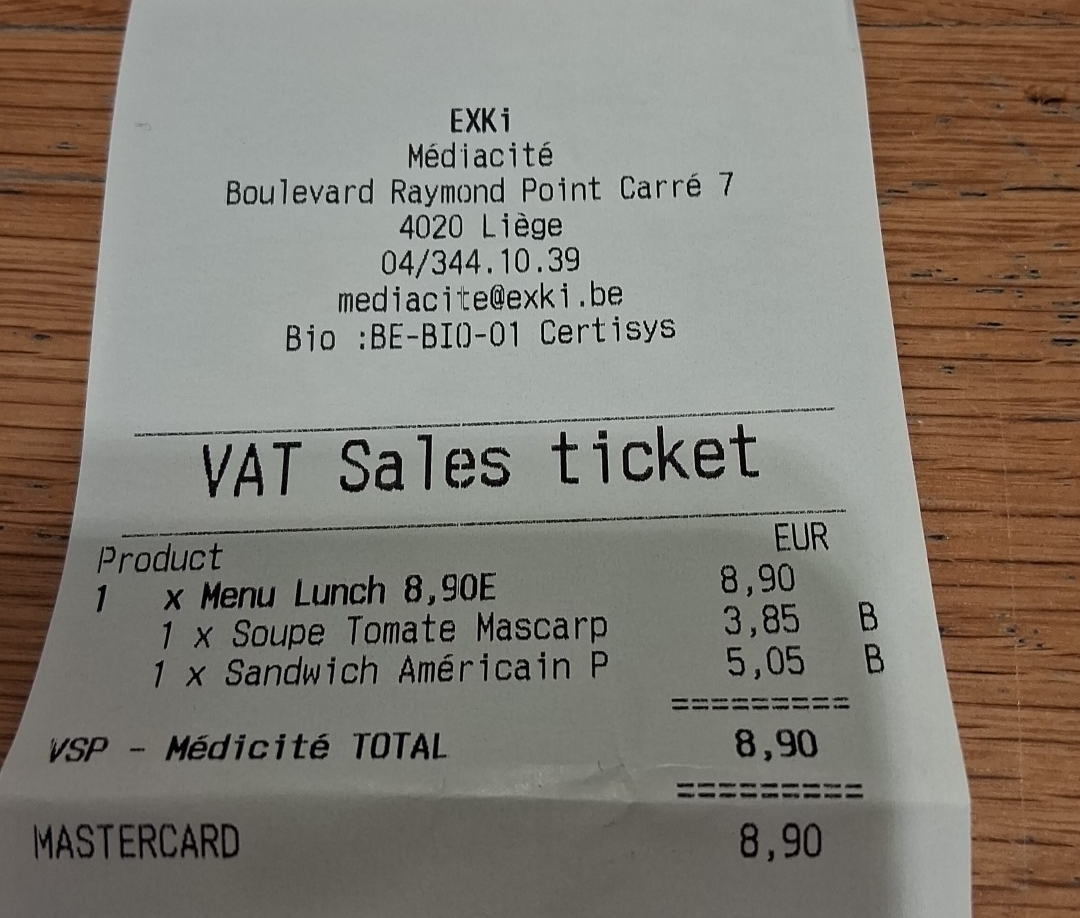 EXKi
Médiacité
Boulevard Raymond Point Carré 7
4020 Liège
04/344.10.39
mediacite@exki.be
Bio :BE-BIO-01 Certisys
VAT Sales ticket
Product EUR
1 x Menu Lunch 8,90E 8,90
1 x Soupe Tomate Mascarp 3,85 B
1 x Sandwich Américain P 5,05 B
=========
VSP - Médicité TOTAL 8,90
=========
MASTERCARD 8,90